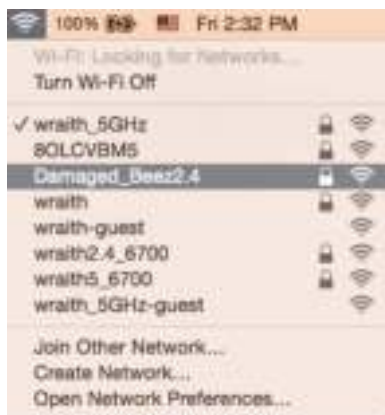 100% Fri 2:32 PM
Wi-Fi: Looking for Networks...
Turn Wi-Fi Off
wraith_5GHz
8OLCVBM5
Damaged_Beez2.4
wraith
wraith-guest
wraith2.4_6700
wraith5_6700
wraith_5GHz-guest
Join Other Network...
Create Network...
Open Network Preferences...